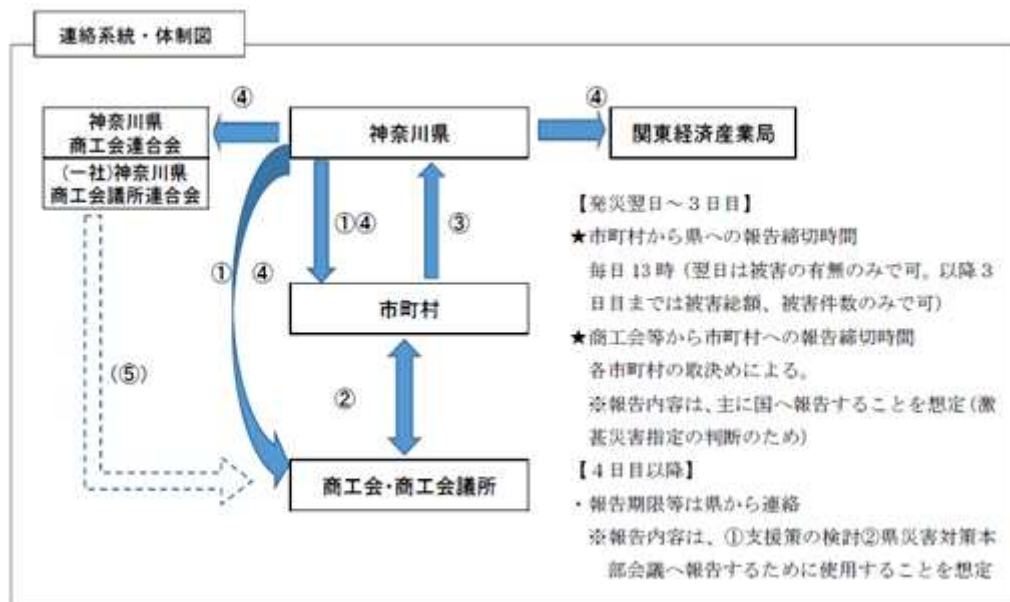 連絡系統・体制図
④
④
神奈川県
商工会連合会
(一社)神奈川県
商工会議所連合会
神奈川県
関東経済産業局
①④
③
①
④
市町村
(⑤)
②
商工会・商工会議所
【発災翌日～3日目】
★市町村から県への報告締切時間
毎日13時（翌日は被害の有無のみで可。以降3
日目までは被害総額、被害件数のみで可）
★商工会等から市町村への報告締切時間
各市町村の取決めによる。
※報告内容は、主に国へ報告することを想定（激
甚災害指定の判断のため）
【4日目以降】
・報告期限等は県から連絡
※報告内容は、①支援策の検討②県災害対策本
部会議へ報告するために使用することを想定